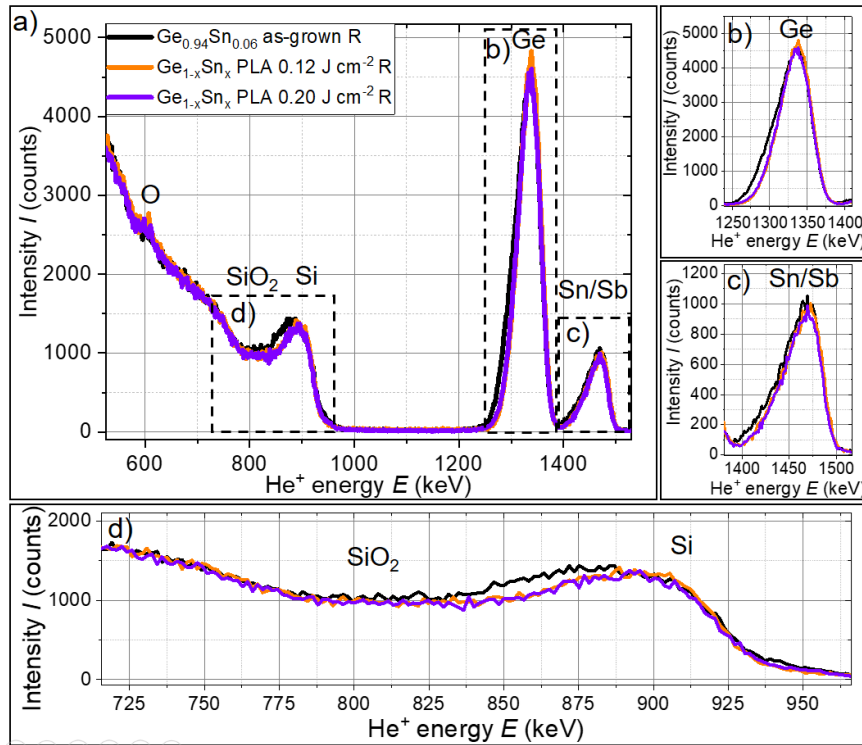 a)
Ge0.94Sn0.06 as-grown R
Ge1-xSnx PLA 0.12 J cm-2 R
Ge1-xSnx PLA 0.20 J cm-2 R
b)
Ge
O
SiO2
Si
d)
Sn/Sb
c)
5000
4000
3000
2000
1000
0
Intensity I (counts)
600
800
1000
1200
1400
He+ energy E (keV)
b)
Ge
6000
5000
4000
3000
2000
1000
0
Intensity I (counts)
1250
1300
1350
1400
He+ energy E (keV)
c)
Sn/Sb
1200
1000
800
600
400
200
0
Intensity I (counts)
1400
1450
1500
He+ energy E (keV)
d)
SiO2
Si
2000
1000
0
Intensity I (counts)
725
750
775
800
825
850
875
900
925
950
He+ energy E (keV)